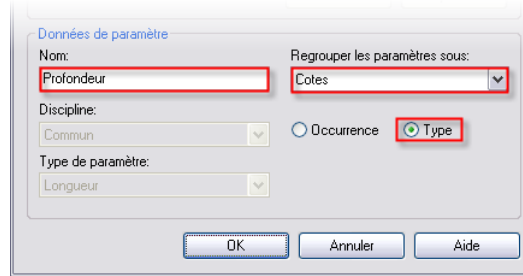 Données de paramètre
Nom:
Profondeur
Regrouper les paramètres sous:
Cotes
Discipline:
Commun
Occurrence
Type
Type de paramètre:
Longueur
OK
Annuler
Aide